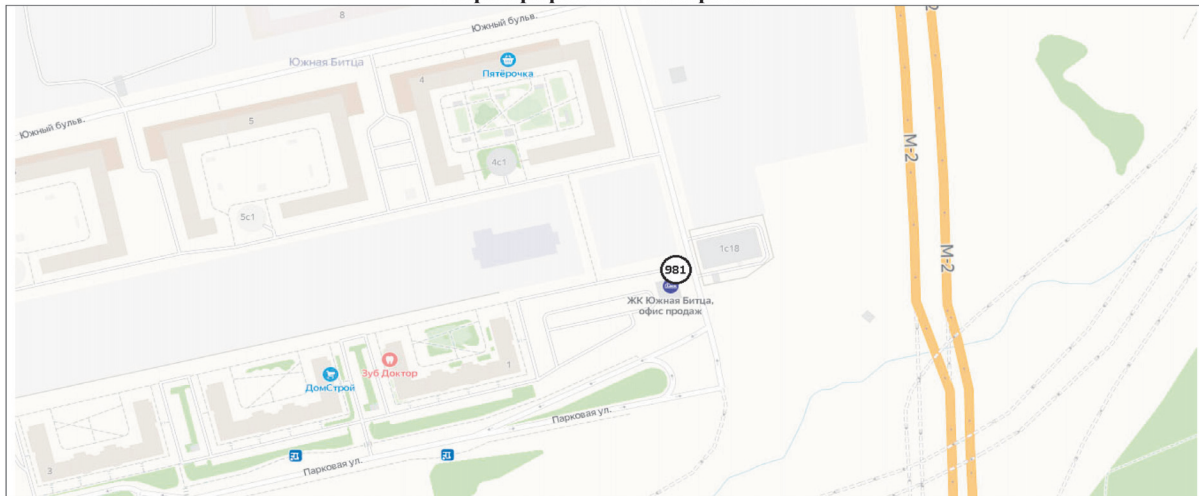 8
Южный бульв.
М-2
Южная Битца
4
Пятёрочка
5
Южный бульв.
М-2
4с1
5с1
1с18
М-2
981
ЖК Южная Битца,
офис продаж
1
Зуб Доктор
ДомСтрой
Парковая ул.
3
Парковая ул.